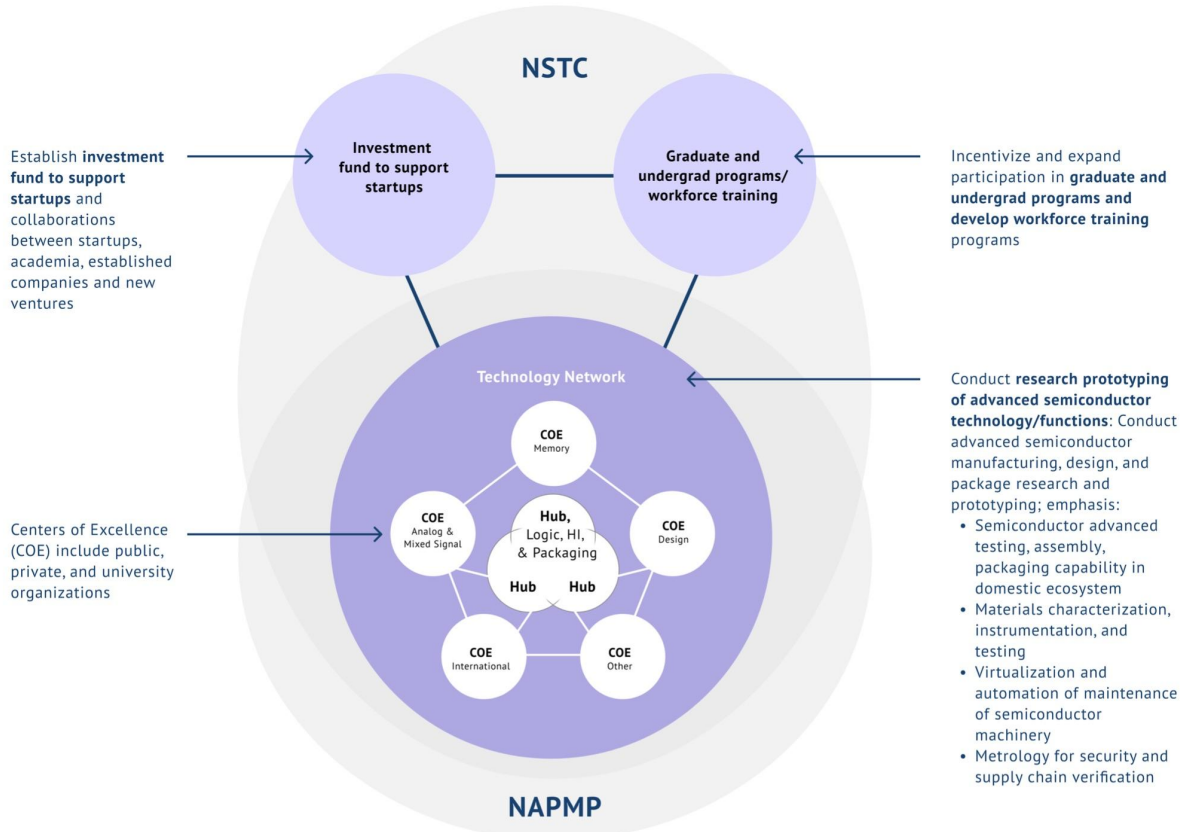 NSTC
Investment
fund to support
startups
Graduate and
undergrad programs/
workforce training
Establish investment
fund to support
startups and
collaborations
between startups,
academia, established
companies and new
ventures
Incentivize and expand
participation in graduate and
undergrad programs and
develop workforce training
programs
Technology Network
COE
Memory
COE
Analog &
Mixed Signal
Hub,
Logic, HI,
& Packaging
Hub
Hub
COE
Design
COE
International
COE
Other
Centers of Excellence
(COE) include public,
private, and university
organizations
Conduct research prototyping
of advanced semiconductor
technology/functions: Conduct
advanced semiconductor
manufacturing, design, and
package research and
prototyping; emphasis:
• Semiconductor advanced
testing, assembly,
packaging capability in
domestic ecosystem
• Materials characterization,
instrumentation, and
testing
• Virtualization and
automation of maintenance
of semiconductor
machinery
• Metrology for security and
supply chain verification
NAPMP